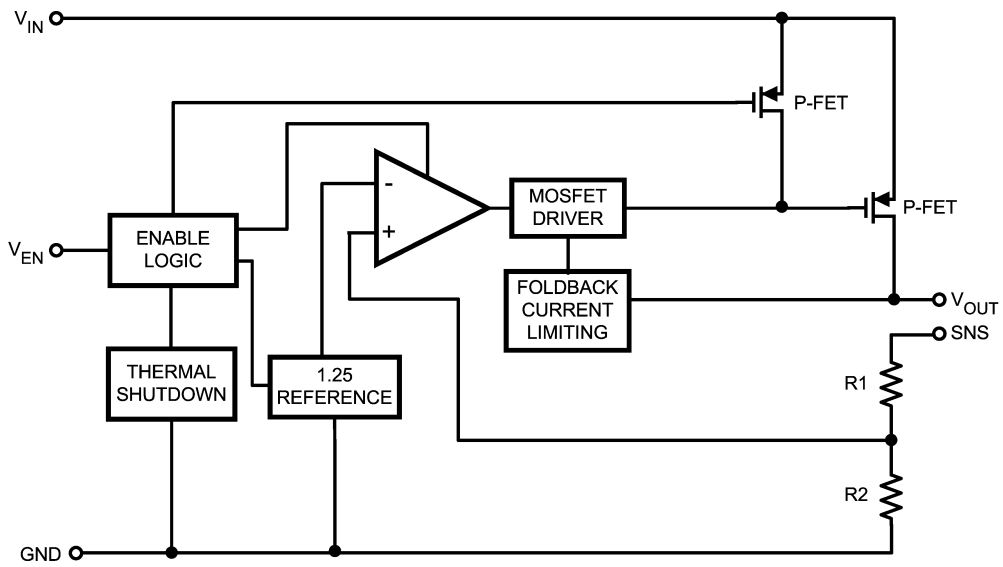 VIN
P-FET
P-FET
MOSFET
DRIVER
-
+
ENABLE
LOGIC
VEN
FOLDBACK
CURRENT
LIMITING
VOUT
SNS
THERMAL
SHUTDOWN
1.25
REFERENCE
R1
R2
GND